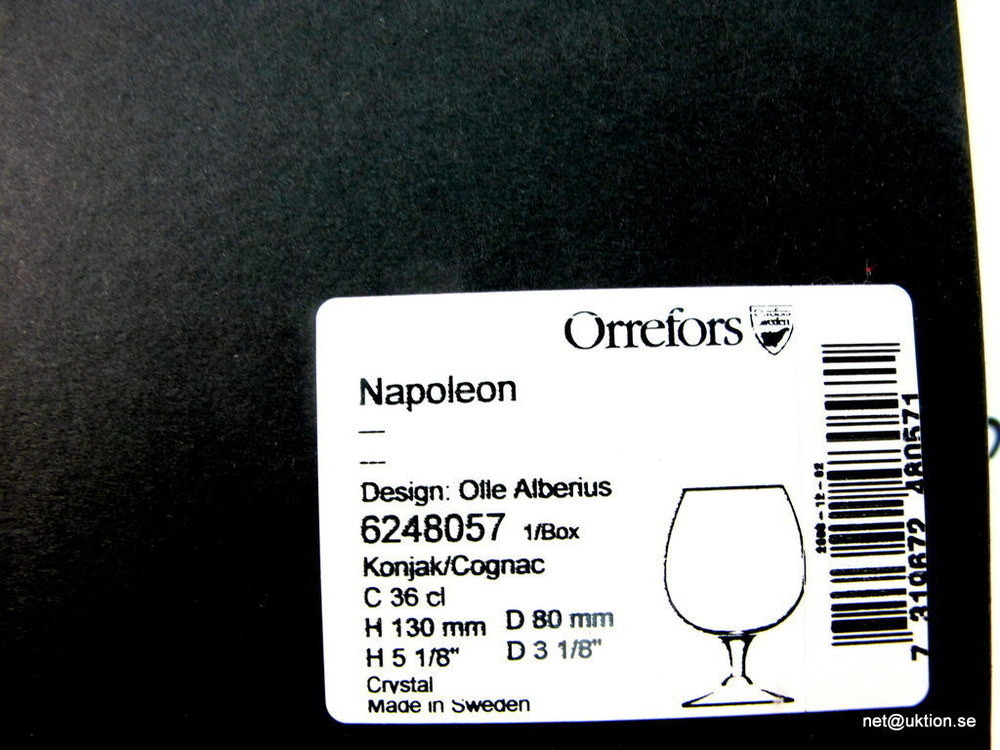 Orrefors
Napoleon
—
---
Design: Olle Alberius
6248057 1/Box
Konjak/Cognac
C 36 cl
H 130 mm D 80 mm
H 5 1/8" D 3 1/8"
Crystal
Made in Sweden
7 319672 480571
net@uktion.se